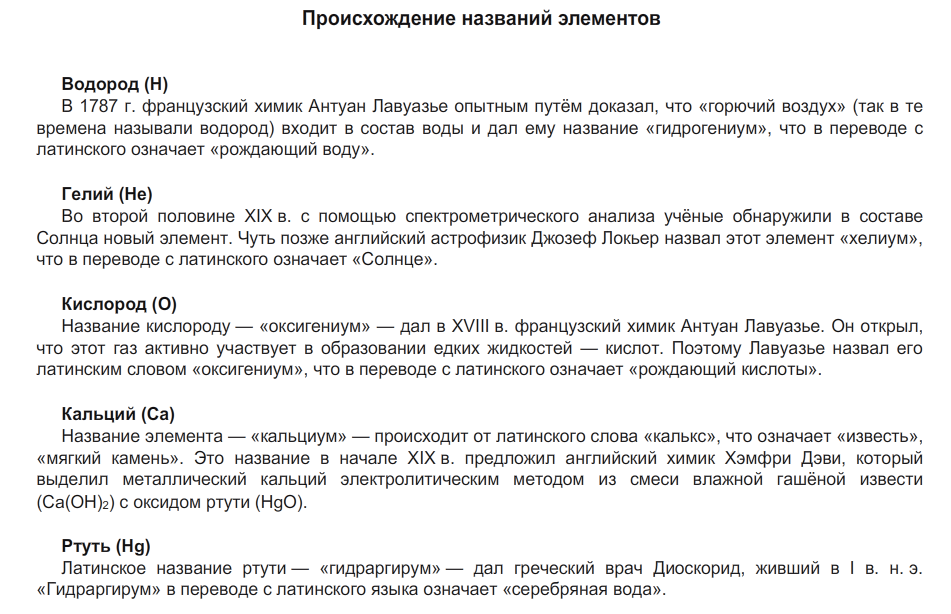 Происхождение названий элементов
Водород (H)
В 1787 г. французский химик Антуан Лавуазье опытным путём доказал, что «горючий воздух» (так в те
времена называли водород) входит в состав воды и дал ему название «гидрогениум», что в переводе с
латинского означает «рождающий воду».
Гелий (He)
Во второй половине XIX в. с помощью спектрометрического анализа учёные обнаружили в составе
Солнца новый элемент. Чуть позже английский астрофизик Джозеф Локьер назвал этот элемент «хелиум»,
что в переводе с латинского означает «Солнце».
Кислород (O)
Название кислороду — «оксигениум» — дал в XVIII в. французский химик Антуан Лавуазье. Он открыл,
что этот газ активно участвует в образовании едких жидкостей — кислот. Поэтому Лавуазье назвал его
латинским словом «оксигениум», что в переводе с латинского означает «рождающий кислоты».
Кальций (Ca)
Название элемента — «кальциум» — происходит от латинского слова «калькс», что означает «известь»,
«мягкий камень». Это название в начале XIX в. предложил английский химик Хэмфри Дэви, который
выделил металлический кальций электролитическим методом из смеси влажной гашёной извести
(Ca(OH)₂) с оксидом ртути (HgO).
Ртуть (Hg)
Латинское название ртути — «гидраргирум» — дал греческий врач Диоскорид, живший в I в. н. э.
«Гидраргирум» в переводе с латинского языка означает «серебряная вода».